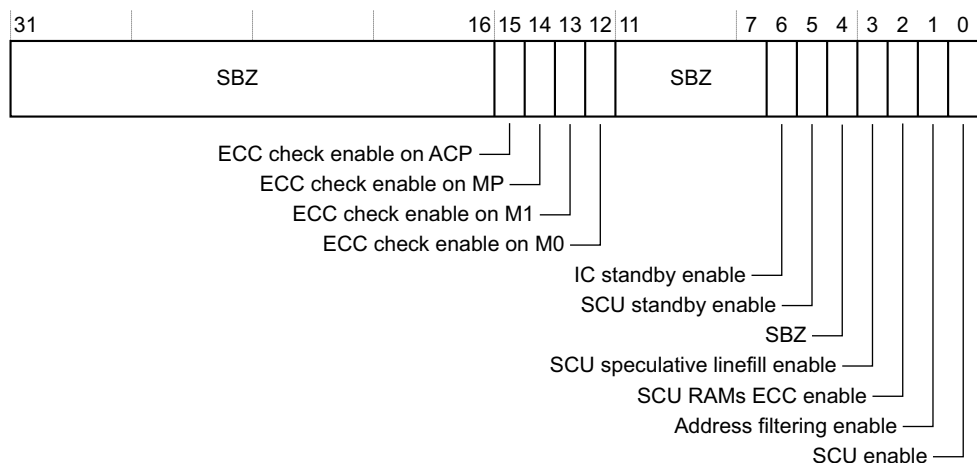 31 16 15 14 13 12 11 7 6 5 4 3 2 1 0
SBZ SBZ
ECC check enable on ACP
ECC check enable on MP
ECC check enable on M1
ECC check enable on M0
IC standby enable
SCU standby enable
SBZ
SCU speculative linefill enable
SCU RAMs ECC enable
Address filtering enable
SCU enable